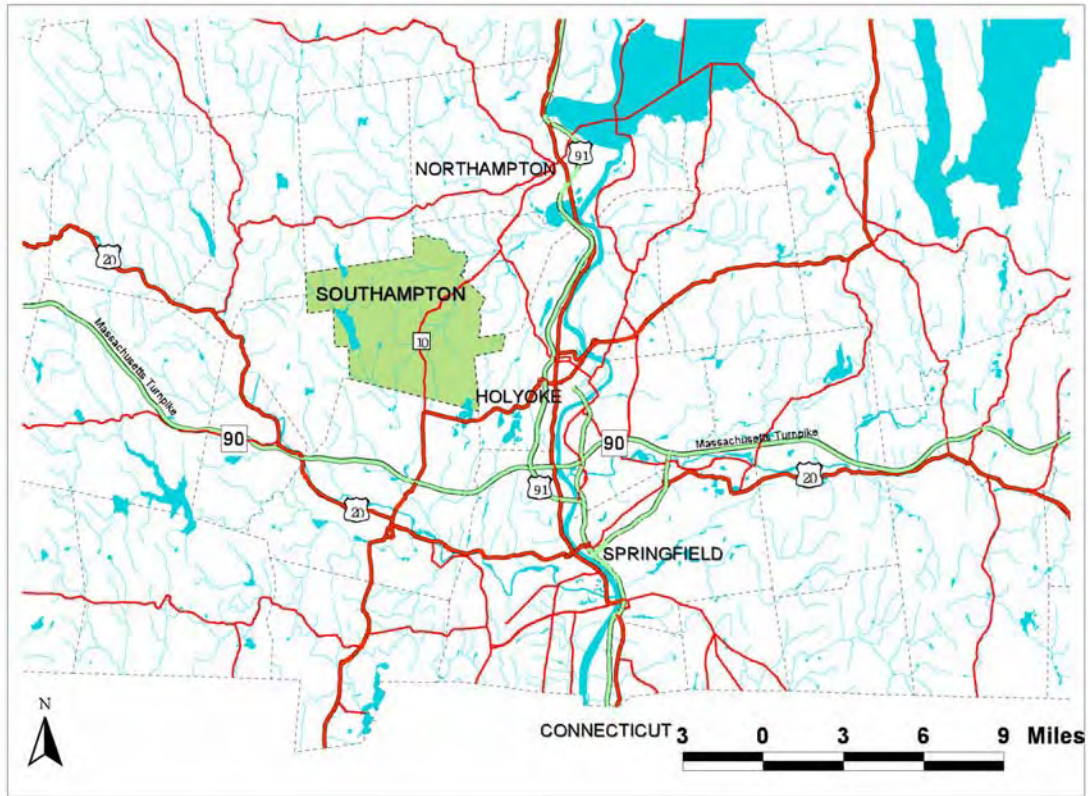 91
NORTHAMPTON
20
SOUTHAMPTON
10
Massachusetts Turnpike
HOLYOKE
90
90
Massachusetts Turnpike
20
91
20
SPRINGFIELD
N
CONNECTICUT
3 0 3 6 9 Miles